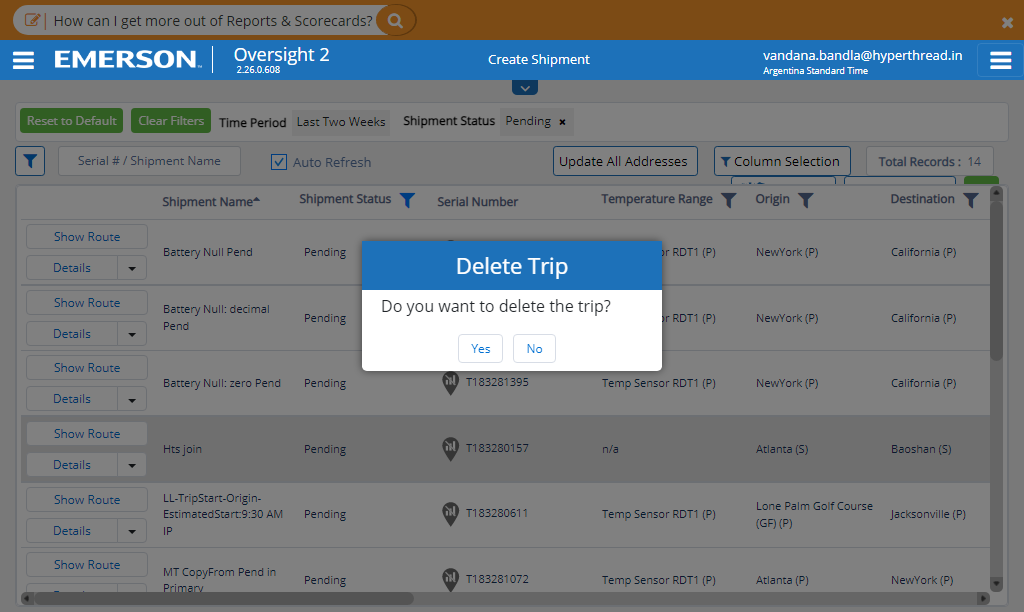 How can I get more out of Reports & Scorecards?
EMERSON
Oversight 2
2.26.0.608
Create Shipment
vandana.bandla@hyperthread.in
Argentina Standard Time
Reset to Default
Clear Filters
Time Period
Last Two Weeks
Shipment Status
Pending ×
Serial # / Shipment Name
Auto Refresh
Update All Addresses
Column Selection
Total Records : 14
Shipment Name
Shipment Status
Serial Number
Temperature Range
Origin
Destination
Show Route
Details
Battery Null Pend
Pending
RDT1 (P)
NewYork (P)
California (P)
Show Route
Details
Battery Null: decimal
Pend
Pending
RDT1 (P)
NewYork (P)
California (P)
Delete Trip
Do you want to delete the trip?
Yes
No
Show Route
Details
Battery Null: zero Pend
Pending
T183281395
Temp Sensor RDT1 (P)
NewYork (P)
California (P)
Show Route
Details
Hts join
Pending
T183280157
n/a
Atlanta (S)
Baoshan (S)
Show Route
Details
LL-TripStart-Origin-
EstimatedStart:9:30 AM
IP
Pending
T183280611
Temp Sensor RDT1 (P)
Lone Palm Golf Course
(GF) (P)
Jacksonville (P)
Show Route
MT CopyFrom Pend in
Primary
Pending
T183281072
Temp Sensor RDT1 (P)
Atlanta (P)
NewYork (P)